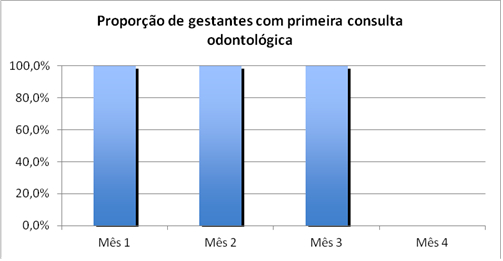 Proporção de gestantes com primeira consulta
odontológica
100,0%
80,0%
60,0%
40,0%
20,0%
0,0%
Mês 1 Mês 2 Mês 3 Mês 4